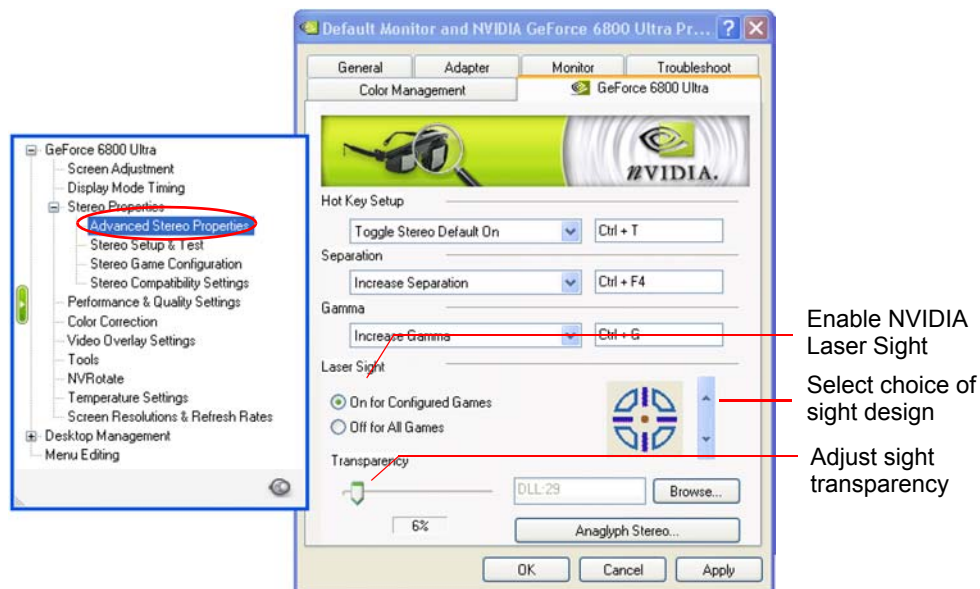 Default Monitor and NVIDIA GeForce 6800 Ultra Pr...
General
Adapter
Monitor
Troubleshoot
Color Management
GeForce 6800 Ultra
nVIDIA.
GeForce 6800 Ultra
Screen Adjustment
Display Mode Timing
Stereo Properties
Advanced Stereo Properties
Stereo Setup & Test
Stereo Game Configuration
Stereo Compatibility Settings
Performance & Quality Settings
Color Correction
Video Overlay Settings
Tools
NVRotate
Temperature Settings
Screen Resolutions & Refresh Rates
Desktop Management
Menu Editing
Hot Key Setup
Toggle Stereo Default On
Ctrl + T
Separation
Increase Separation
Ctrl + F4
Gamma
Increase Gamma
Ctrl + G
Laser Sight
On for Configured Games
Off for All Games
Transparency
DLL:29
Browse...
6%
Anaglyph Stereo...
OK
Cancel
Apply
Enable NVIDIA
Laser Sight
Select choice of
sight design
Adjust sight
transparency